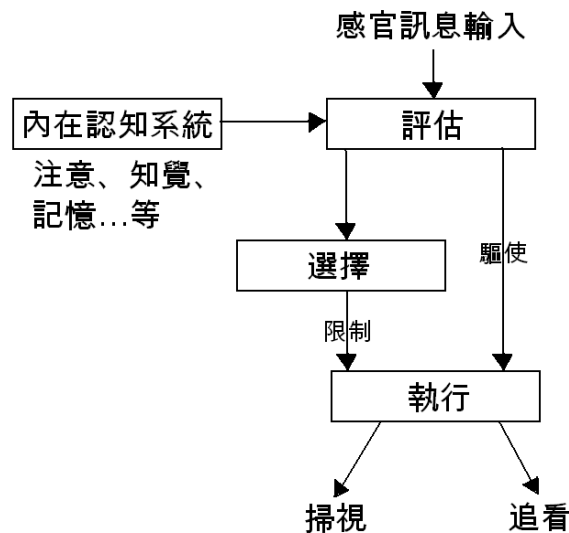 感官訊息輸入
內在認知系統
評估
注意、知覺、
記憶...等
選擇
驅使
限制
執行
掃視
追看